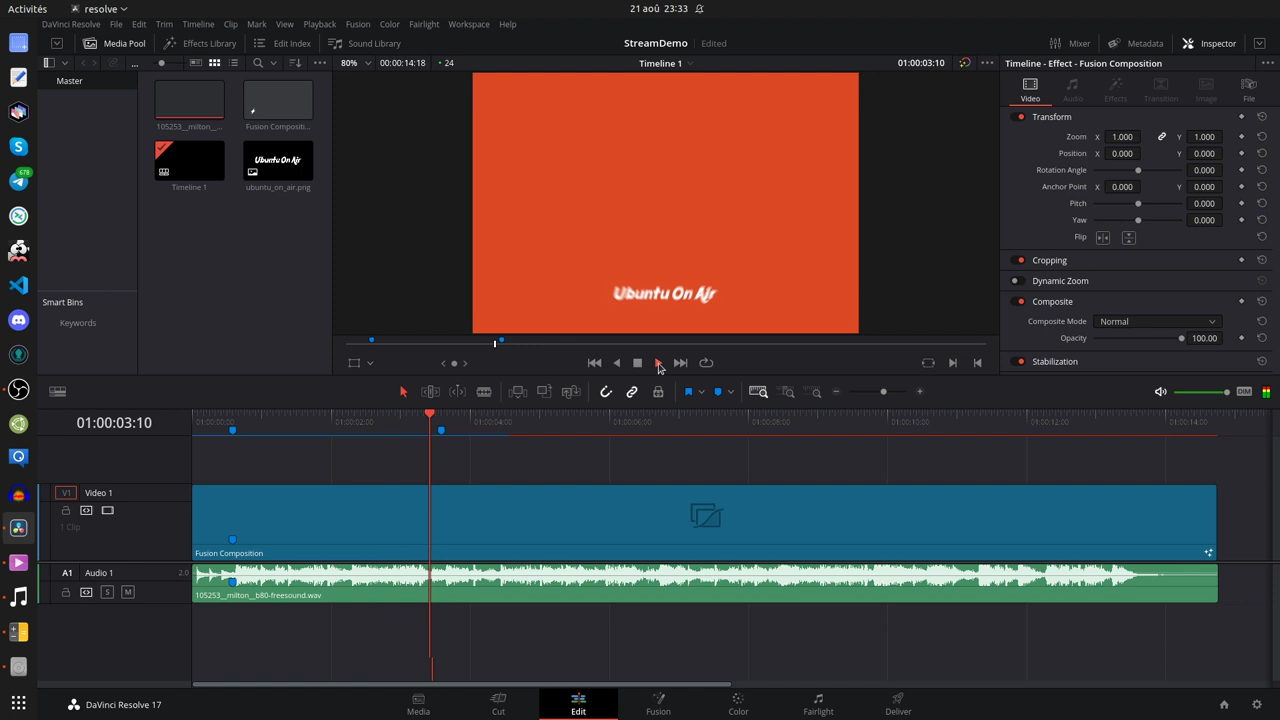 Activités
resolve
21 aoû 23:33
DaVinci Resolve File Edit Trim Timeline Clip Mark View Playback Fusion Color Fairlight Workspace Help
Media Pool Effects Library Edit Index Sound Library
StreamDemo Edited
Mixer Metadata Inspector
... 80% 00:00:14:18 • 24 Timeline 1 01:00:03:10
Timeline - Effect - Fusion Composition
Master
105253__milton__...
Fusion Compositi...
Timeline 1
Ubuntu On Air
ubuntu_on_air.png
Smart Bins
Keywords
Ubuntu On Air
Video Audio Effects Transition Image File
Transform
Zoom X 1.000 Y 1.000
Position X 0.000 Y 0.000
Rotation Angle 0.000
Anchor Point X 0.000 Y 0.000
Pitch 0.000
Yaw 0.000
Flip
Cropping
Dynamic Zoom
Composite
Composite Mode Normal
Opacity 100.00
Stabilization
678
DIM
01:00:03:10
01:00:00:00 01:00:02:00 01:00:04:00 01:00:06:00 01:00:08:00 01:00:10:00 01:00:12:00 01:00:14:00
V1 Video 1
1 Clip
Fusion Composition
A1 Audio 1 2.0
S M
105253__milton__b80-freesound.wav
DaVinci Resolve 17
Media Cut Edit Fusion Color Fairlight Deliver